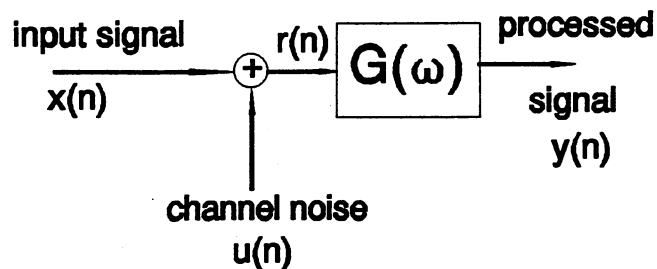 input signal
x(n)
+
r(n)
G(ω)
processed
signal
y(n)
channel noise
u(n)